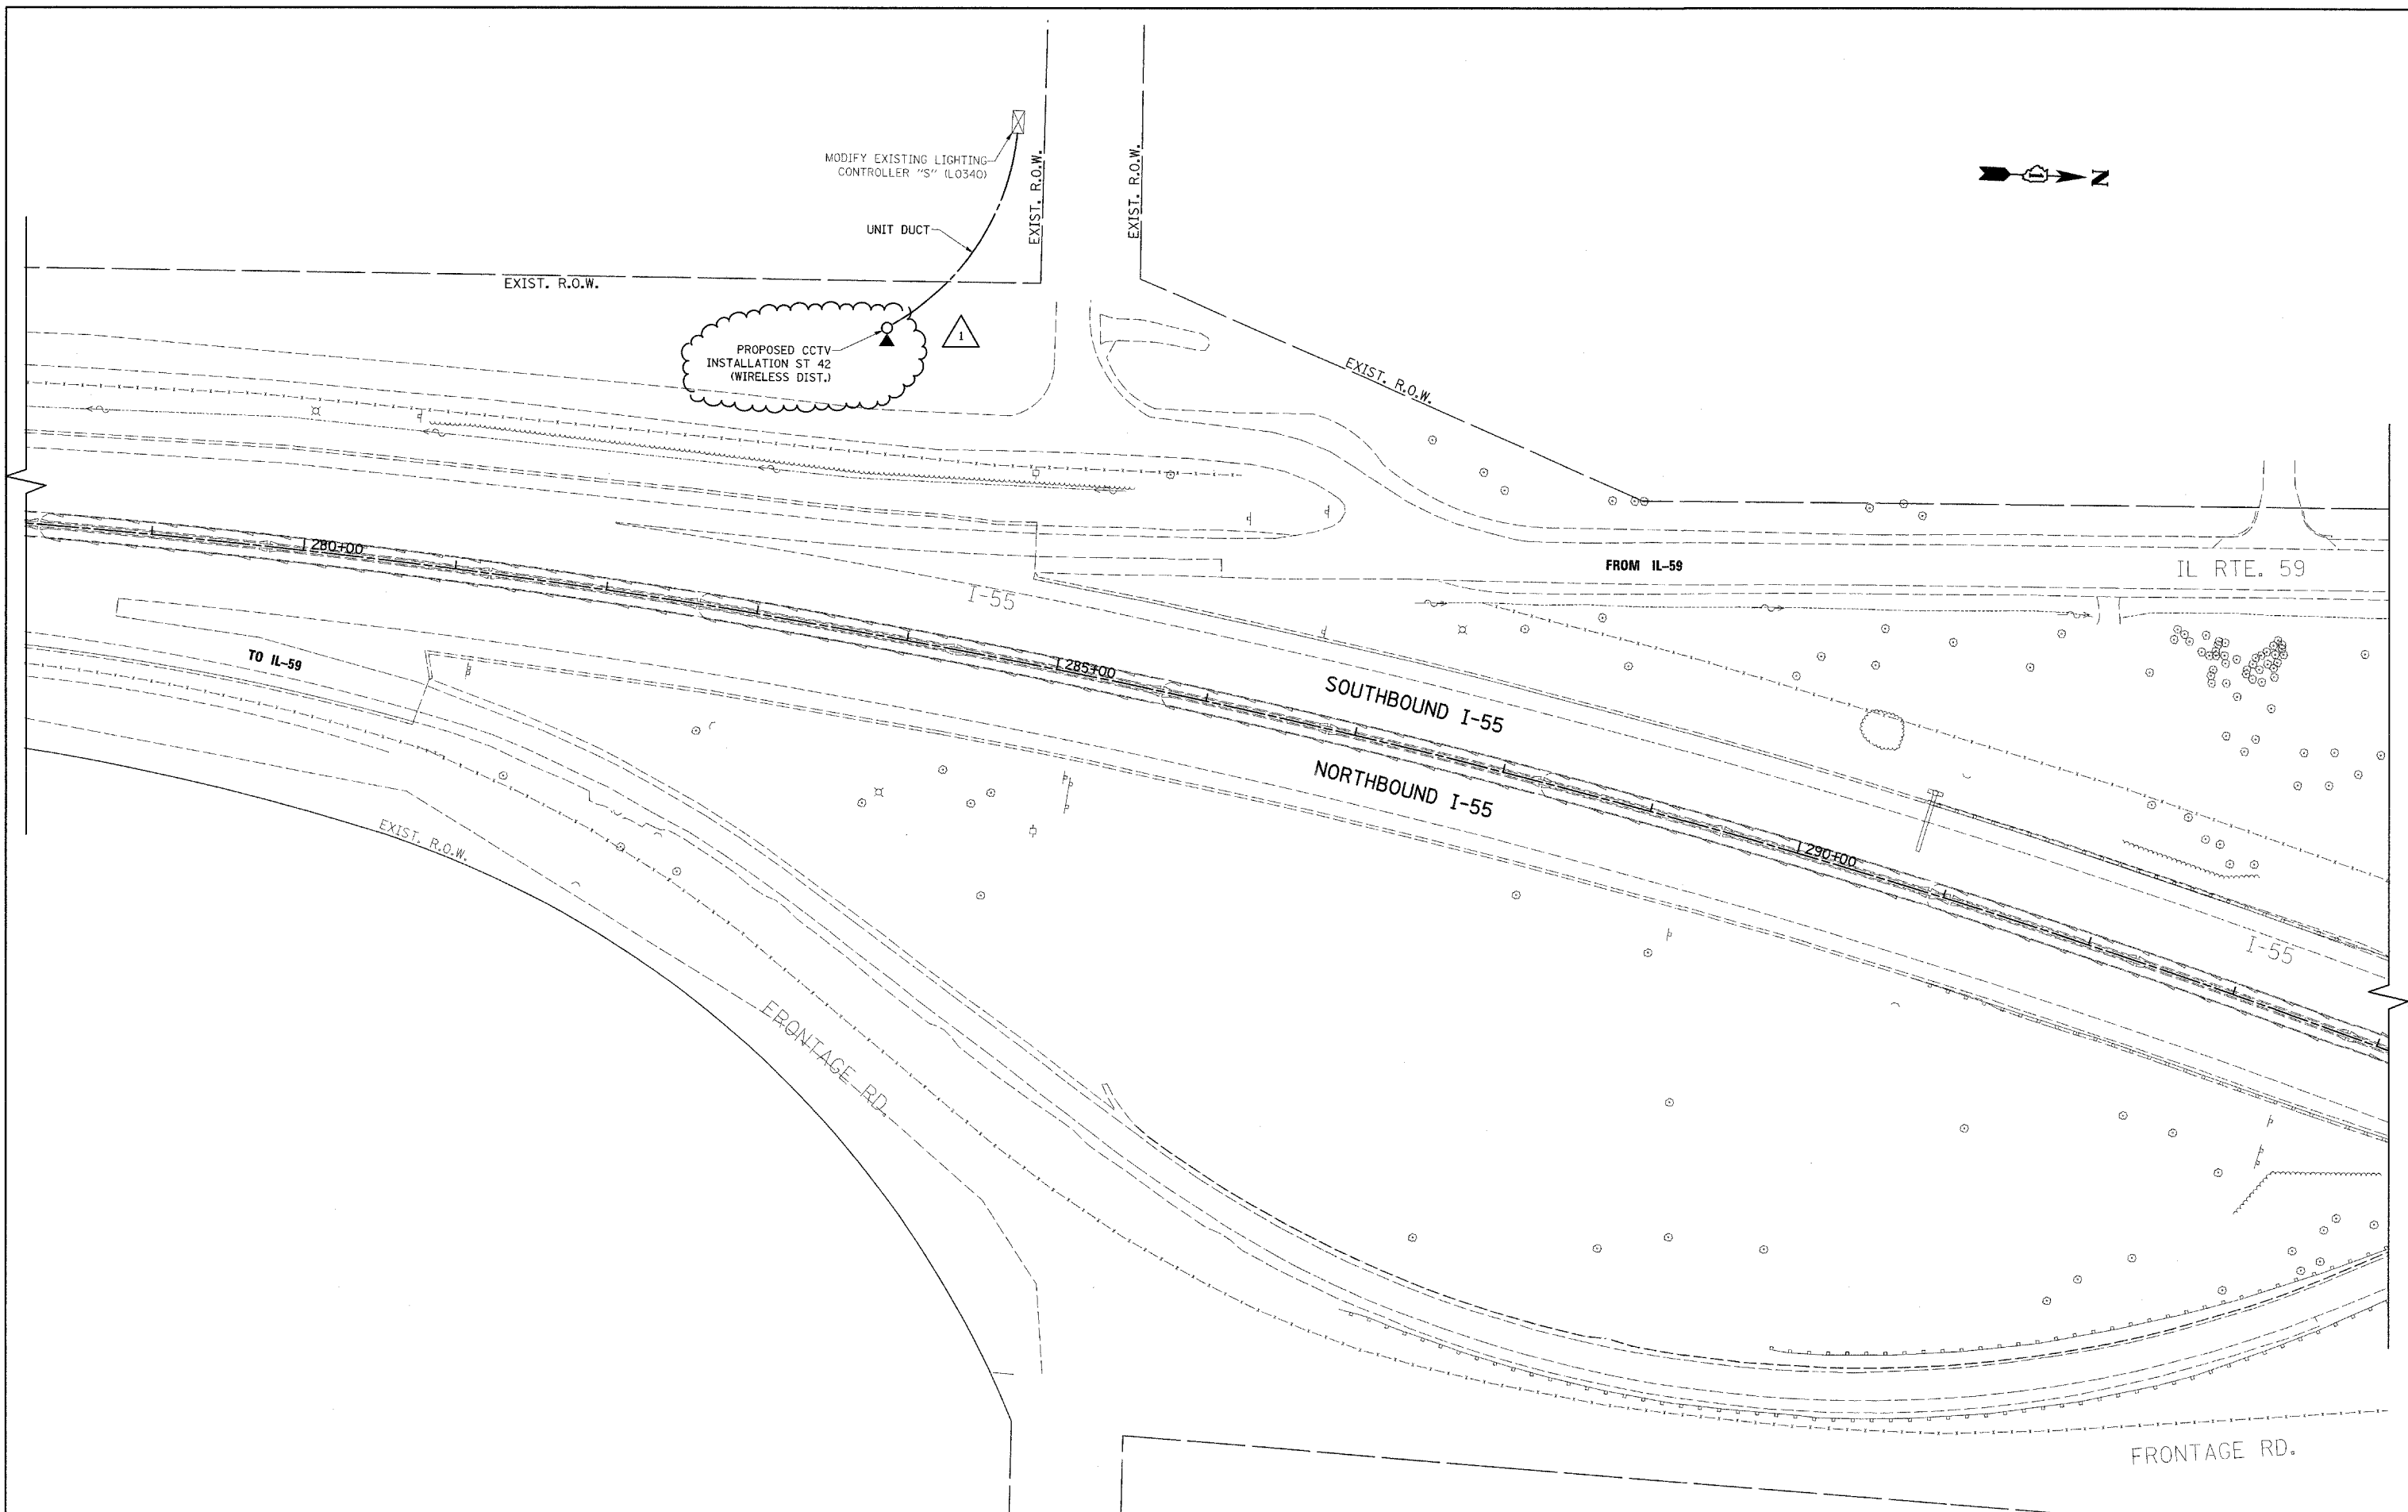 MODIFY EXISTING LIGHTING
CONTROLLER "S" (L0340)
EXIST. R.O.W.
EXIST. R.O.W.
N
UNIT DUCT
EXIST. R.O.W.
1
PROPOSED CCTV
INSTALLATION ST 42
(WIRELESS DIST.)
EXIST. R.O.W.
280+00
FROM IL-59
IL RTE. 59
I-55
TO IL-59
285+00
SOUTHBOUND I-55
NORTHBOUND I-55
EXIST. R.O.W.
290+00
I-55
FRONTAGE RD.
FRONTAGE RD.